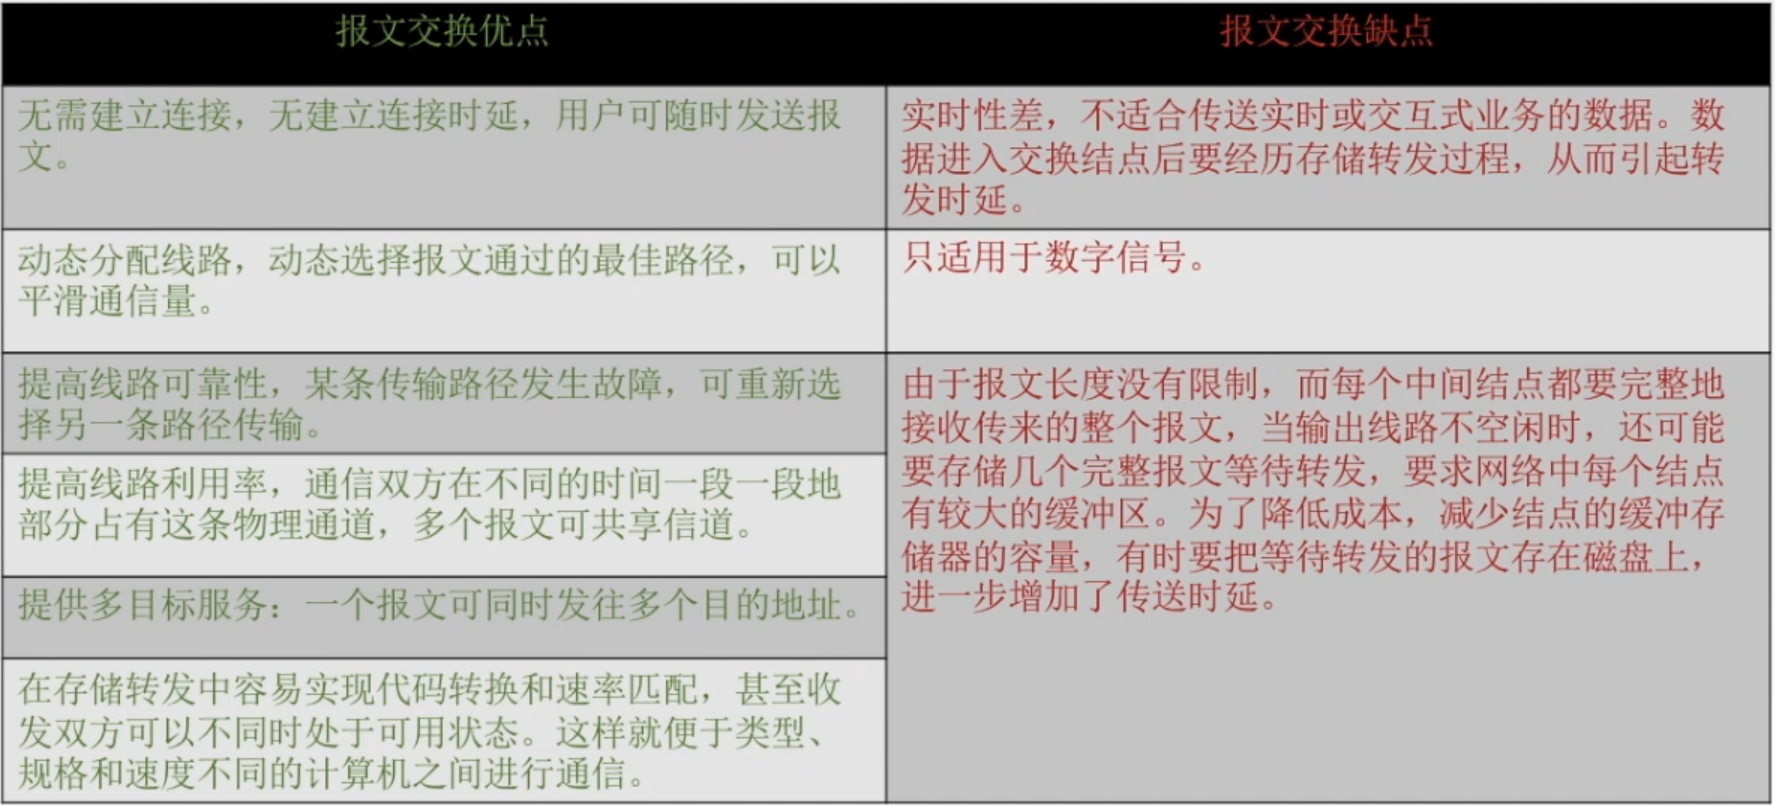 报文交换优点
报文交换缺点
无需建立连接，无建立连接时延，用户可随时发送报
文。
实时性差，不适合传送实时或交互式业务的数据。数
据进入交换结点后要经历存储转发过程，从而引起转
发时延。
动态分配线路，动态选择报文通过的最佳路径，可以
平滑通信量。
只适用于数字信号。
提高线路可靠性，某条传输路径发生故障，可重新选
择另一条路径传输。
提高线路利用率，通信双方在不同的时间一段一段地
部分占有这条物理通道，多个报文可共享信道。
提供多目标服务：一个报文可同时发往多个目的地址。
在存储转发中容易实现代码转换和速率匹配，甚至收
发双方可以不同时处于可用状态。这样就便于类型、
规格和速度不同的计算机之间进行通信。
由于报文长度没有限制，而每个中间结点都要完整地
接收传来的整个报文，当输出线路不空闲时，还可能
要存储几个完整报文等待转发，要求网络中每个结点
有较大的缓冲区。为了降低成本，减少结点的缓冲存
储器的容量，有时要把等待转发的报文存在磁盘上，
进一步增加了传送时延。